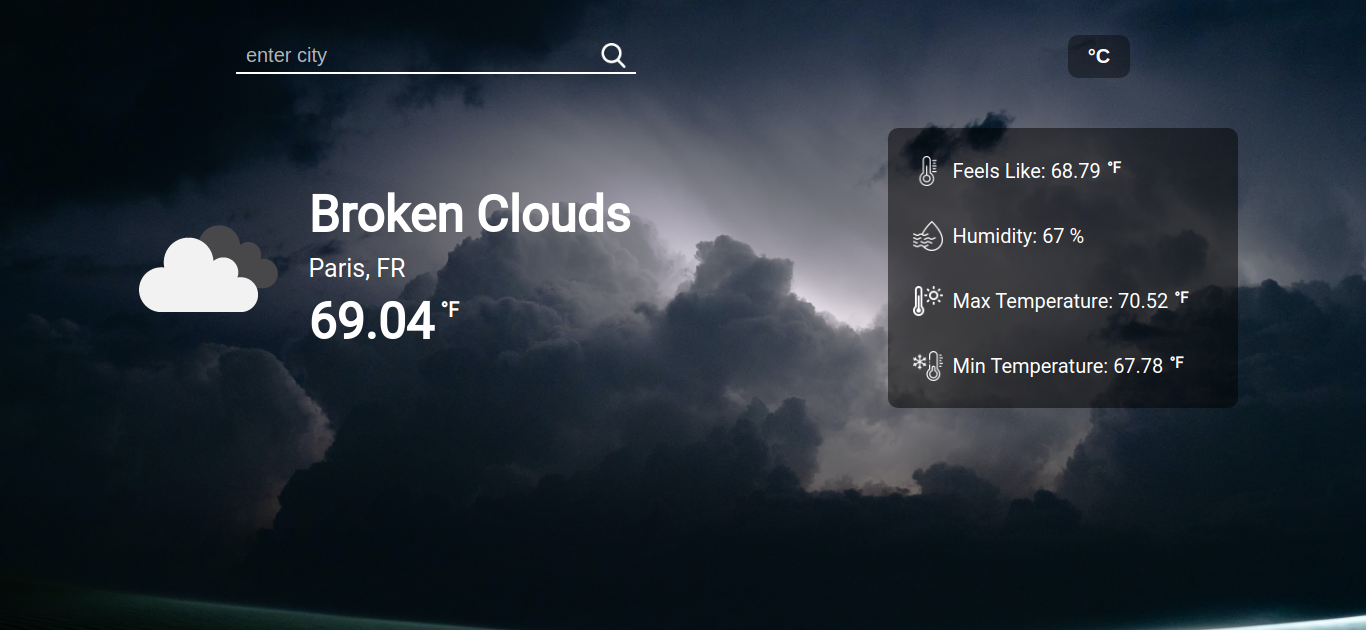 enter city
°C
Broken Clouds
Paris, FR
69.04 °F
Feels Like: 68.79 °F
Humidity: 67 %
Max Temperature: 70.52 °F
Min Temperature: 67.78 °F